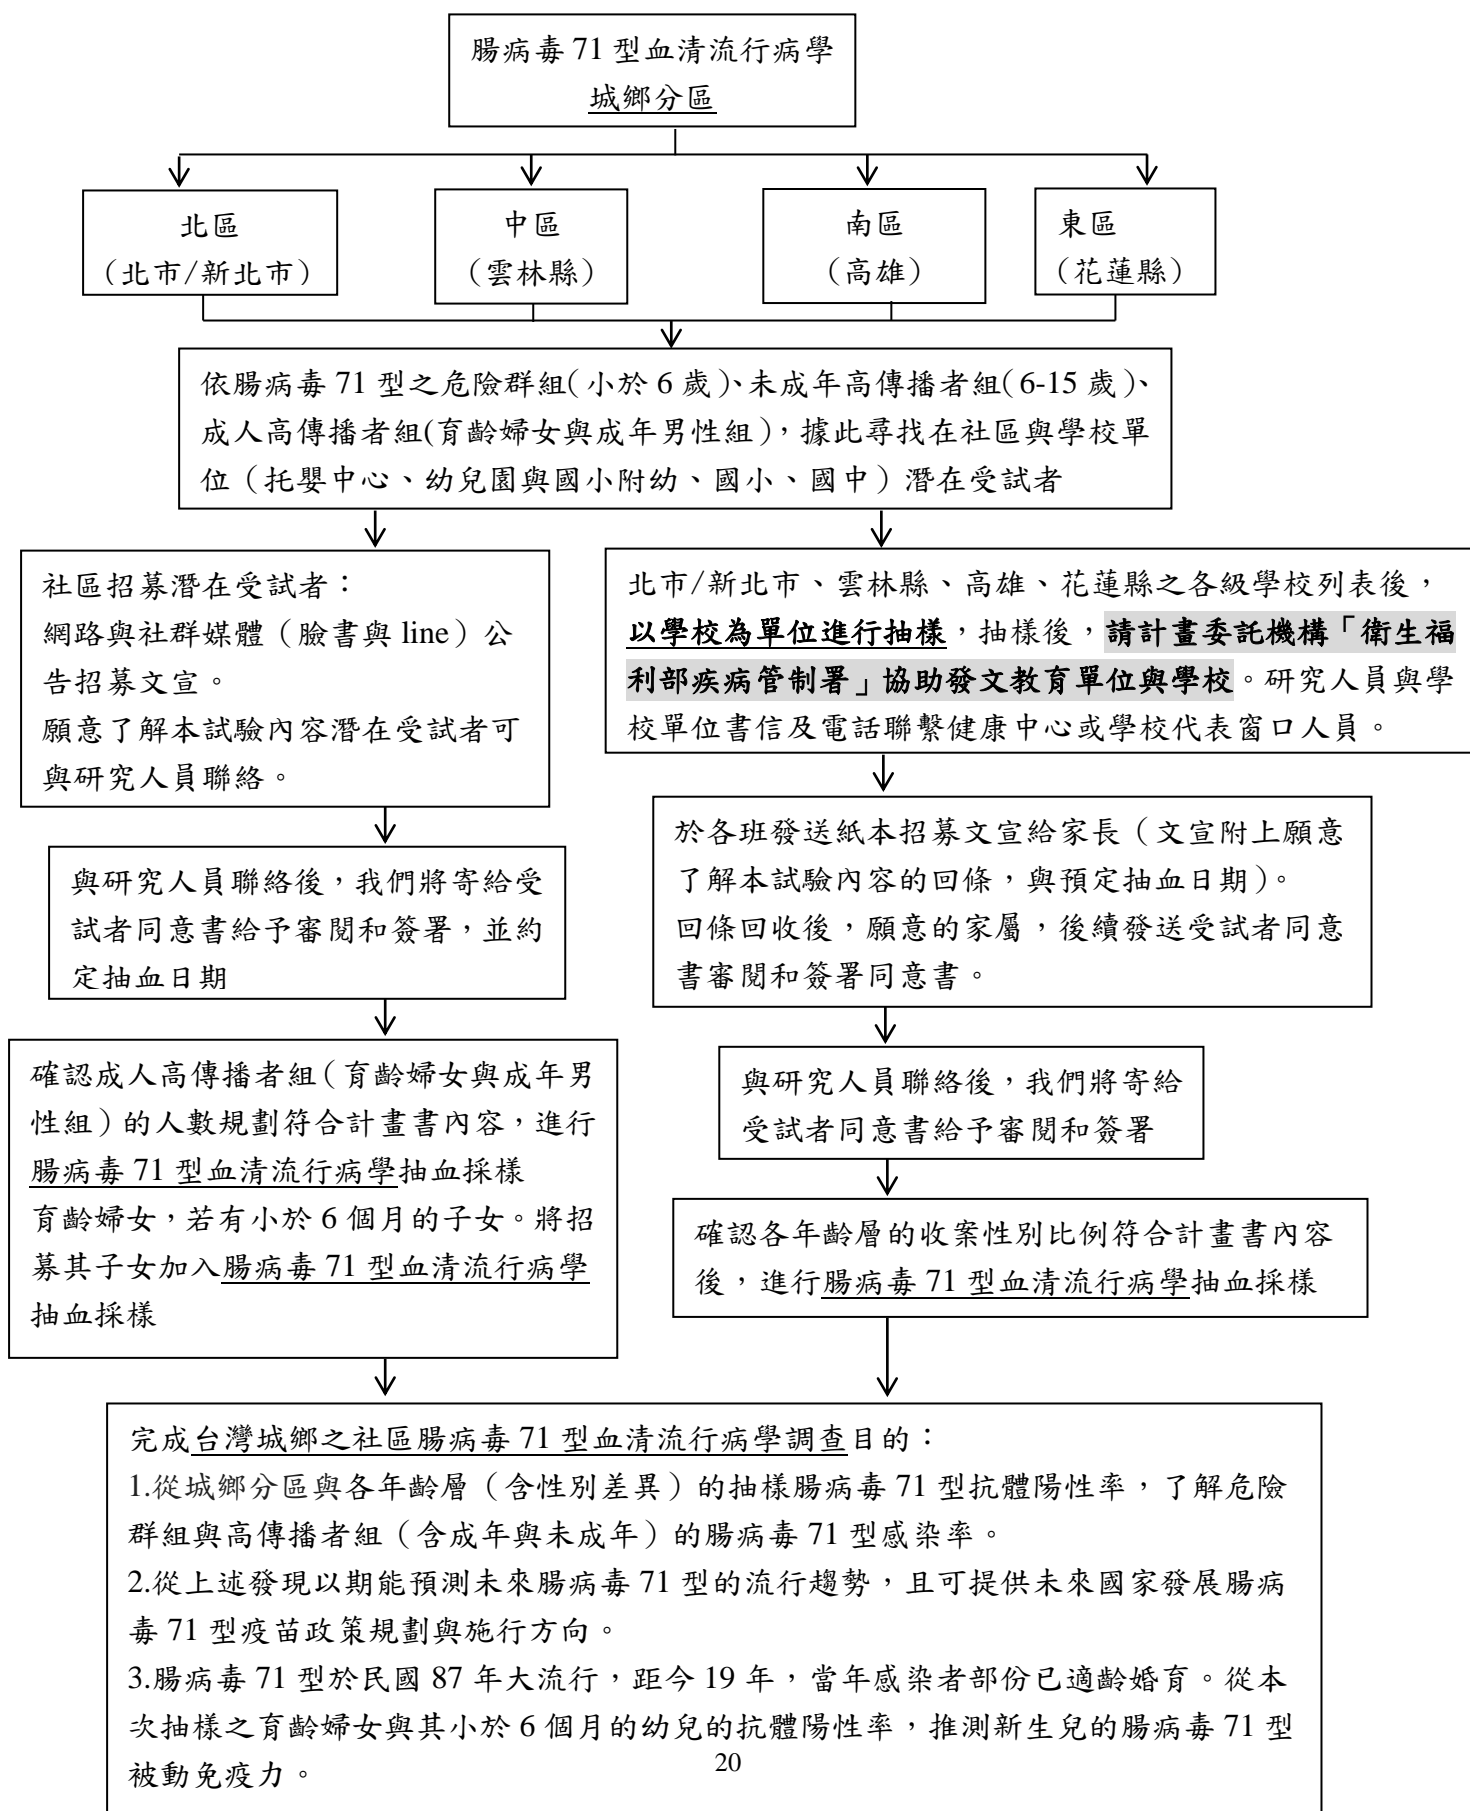 腸病毒 71 型血清流行病學
城鄉分區
北區
（北市/新北市）
中區
（雲林縣）
南區
（高雄）
東區
（花蓮縣）
依腸病毒 71 型之危險群組（小於 6 歲）、未成年高傳播者組（6-15 歲）、
成人高傳播者組(育齡婦女與成年男性組），據此尋找在社區與學校單
位（托嬰中心、幼兒園與國小附幼、國小、國中）潛在受試者
社區招募潛在受試者：
網路與社群媒體（臉書與 line）公
告招募文宣。
願意了解本試驗內容潛在受試者可
與研究人員聯絡。
北市/新北市、雲林縣、高雄、花蓮縣之各級學校列表後，
以學校為單位進行抽樣，抽樣後，請計畫委託機構「衛生福
利部疾病管制署」協助發文教育單位與學校。研究人員與學
校單位書信及電話聯繫健康中心或學校代表窗口人員。
與研究人員聯絡後，我們將寄給受
試者同意書給予審閱和簽署，並約
定抽血日期
於各班發送紙本招募文宣給家長（文宣附上願意
了解本試驗內容的回條，與預定抽血日期）。
回條回收後，願意的家屬，後續發送受試者同意
書審閱和簽署同意書。
確認成人高傳播者組（育齡婦女與成年男
性組）的人數規劃符合計畫書內容，進行
腸病毒 71 型血清流行病學抽血採樣
育齡婦女，若有小於 6 個月的子女。將招
募其子女加入腸病毒 71 型血清流行病學
抽血採樣
與研究人員聯絡後，我們將寄給
受試者同意書給予審閱和簽署
確認各年齡層的收案性別比例符合計畫書內容
後，進行腸病毒 71 型血清流行病學抽血採樣
完成台灣城鄉之社區腸病毒 71 型血清流行病學調查目的：
1.從城鄉分區與各年齡層（含性別差異）的抽樣腸病毒 71 型抗體陽性率，了解危險
群組與高傳播者組（含成年與未成年）的腸病毒 71 型感染率。
2.從上述發現以期能預測未來腸病毒 71 型的流行趨勢，且可提供未來國家發展腸病
毒 71 型疫苗政策規劃與施行方向。
3.腸病毒 71 型於民國 87 年大流行，距今 19 年，當年感染者部份已適齡婚育。從本
次抽樣之育齡婦女與其小於 6 個月的幼兒的抗體陽性率，推測新生兒的腸病毒 71 型
被動免疫力。
20